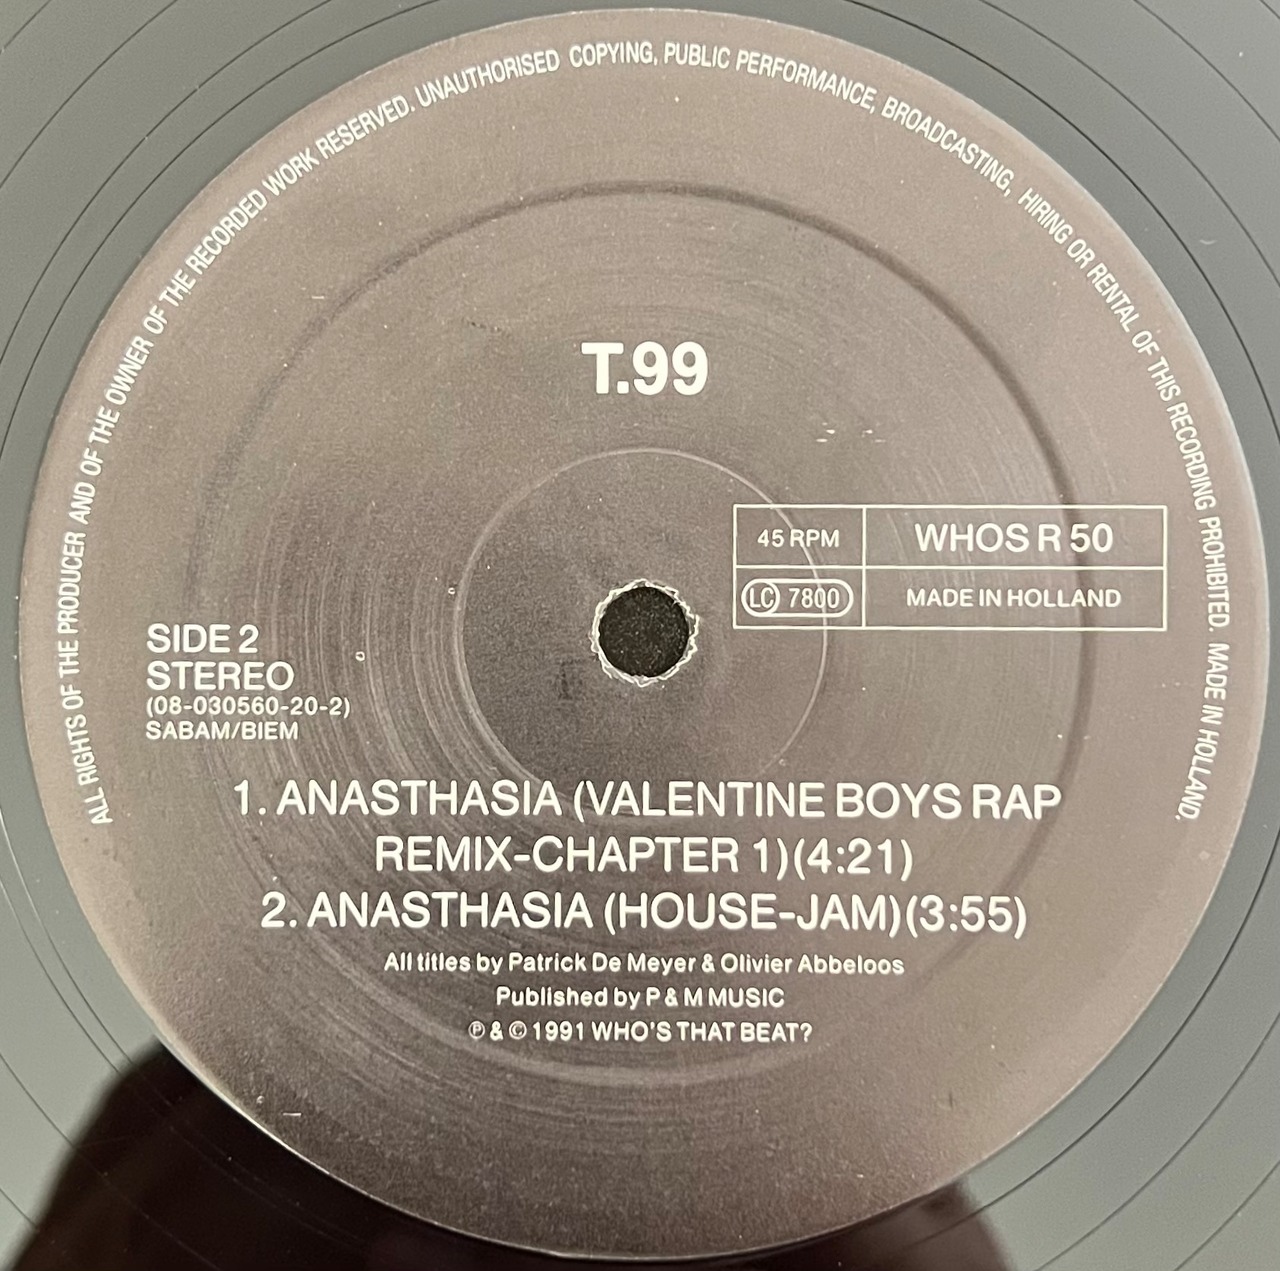 ALL RIGHTS OF THE PRODUCER AND OF THE OWNER OF THE RECORDED WORK RESERVED. UNAUTHORISED COPYING, PUBLIC PERFORMANCE, BROADCASTING, HIRING OR RENTAL OF THIS RECORDING PROHIBITED. MADE IN HOLLAND.
T.99
45 RPM
WHOS R 50
LC 7800
MADE IN HOLLAND
SIDE 2
STEREO
(08-030560-20-2)
SABAM/BIEM
1. ANASTHASIA (VALENTINE BOYS RAP
REMIX-CHAPTER 1)(4:21)
2. ANASTHASIA (HOUSE-JAM)(3:55)
All titles by Patrick De Meyer & Olivier Abbeloos
Published by P & M MUSIC
℗ & © 1991 WHO'S THAT BEAT?